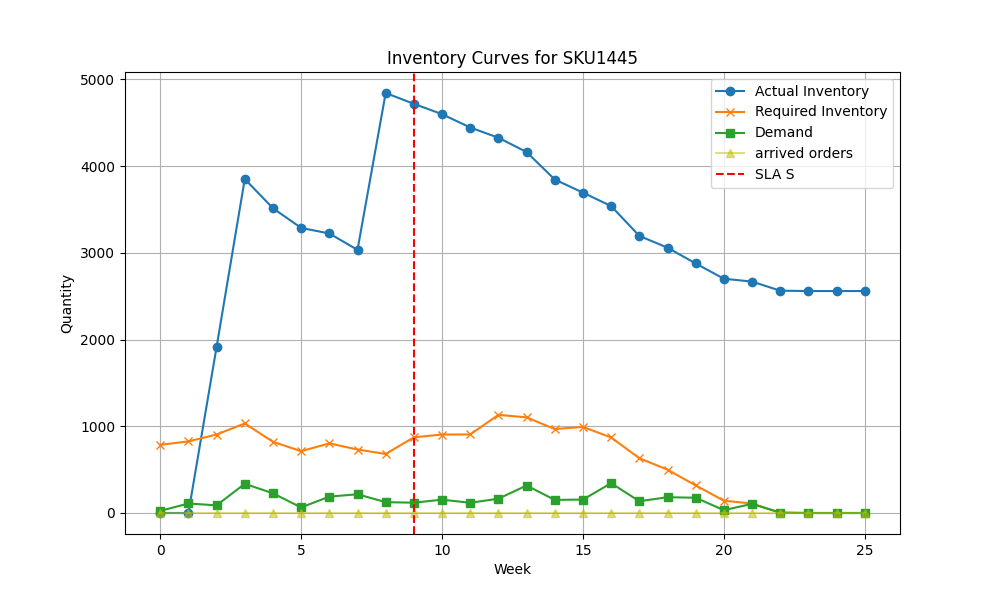 Inventory Curves for SKU1445
Actual Inventory
Required Inventory
Demand
arrived orders
SLA S
Quantity
5000
4000
3000
2000
1000
0
0 5 10 15 20 25
Week